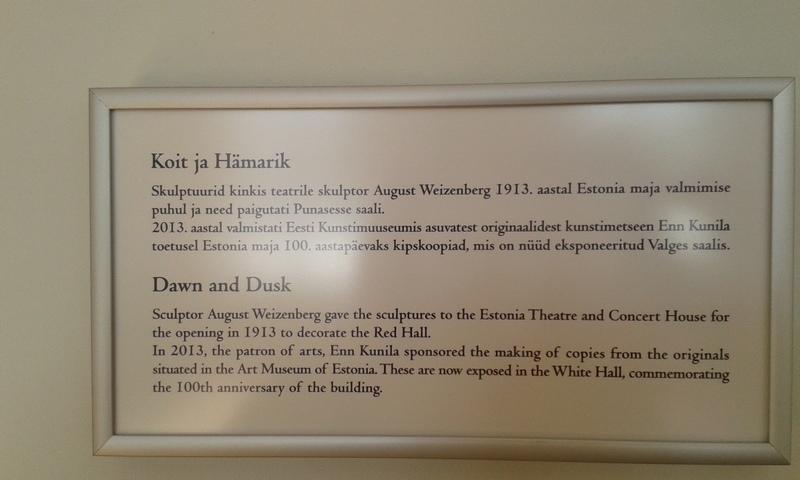 Koit ja Hämarik
Skulptuurid kinkis teatrile skulptor August Weizenberg 1913. aastal Estonia maja valmimise
puhul ja need paigutati Punasesse saali.
2013. aastal valmistati Eesti Kunstimuuseumis asuvatest originaalidest kunstimetseen Enn Kunila
toetusel Estonia maja 100. aastapäevaks kipskoopiad, mis on nüüd eksponeeritud Valges saalis.
Dawn and Dusk
Sculptor August Weizenberg gave the sculptures to the Estonia Theatre and Concert House for
the opening in 1913 to decorate the Red Hall.
In 2013, the patron of arts, Enn Kunila sponsored the making of copies from the originals
situated in the Art Museum of Estonia. These are now exposed in the White Hall, commemorating
the 100th anniversary of the building.